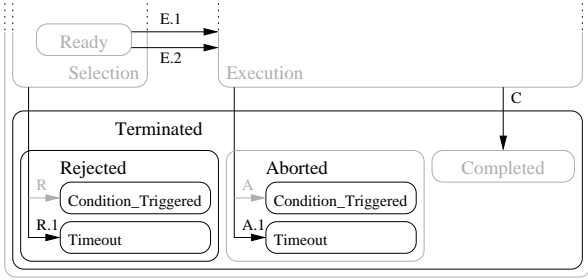 E.1
Ready
E.2
Selection
Execution
C
Terminated
Rejected
Aborted
Completed
R
Condition_Triggered
A
Condition_Triggered
R.1
Timeout
A.1
Timeout